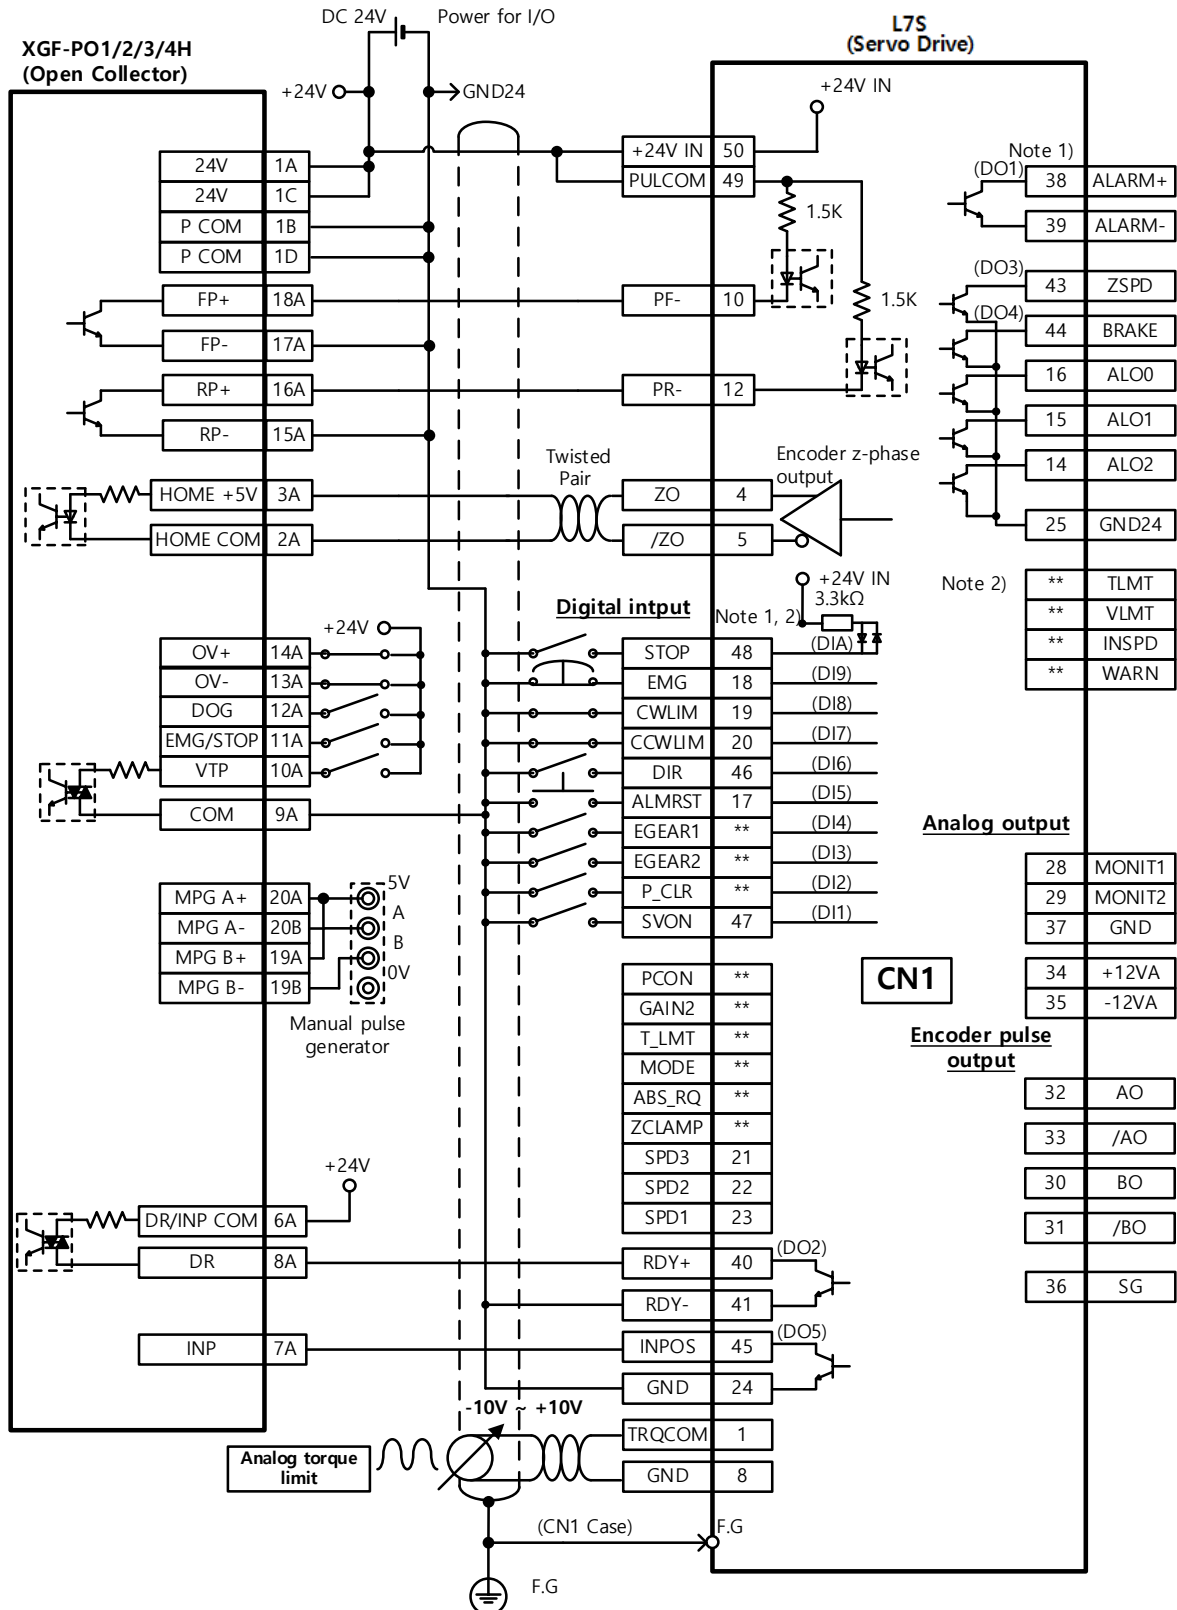 DC 24V
Power for I/O
L7S
(Servo Drive)
XGF-PO1/2/3/4H
(Open Collector)
+24V
GND24
+24V IN
24V 1A
24V 1C
P COM 1B
P COM 1D
FP+ 18A
FP- 17A
RP+ 16A
RP- 15A
HOME +5V 3A
HOME COM 2A
+24V
OV+ 14A
OV- 13A
DOG 12A
EMG/STOP 11A
VTP 10A
COM 9A
MPG A+ 20A
MPG A- 20B
MPG B+ 19A
MPG B- 19B
5V
A
B
0V
Manual pulse
generator
+24V
DR/INP COM 6A
DR 8A
INP 7A
Analog torque
limit
-10V ~ +10V
(CN1 Case)
F.G
F.G
Twisted
Pair
Digital intput
+24V IN 50
PULCOM 49
1.5K
1.5K
PF- 10
PR- 12
Encoder z-phase
output
ZO 4
/ZO 5
+24V IN
3.3kΩ
Note 1, 2)
STOP 48 (DIA)
EMG 18 (DI9)
CWLIM 19 (DI8)
CCWLIM 20 (DI7)
DIR 46 (DI6)
ALMRST 17 (DI5)
EGEAR1 ** (DI4)
EGEAR2 ** (DI3)
P_CLR ** (DI2)
SVON 47 (DI1)
PCON **
GAIN2 **
T_LMT **
MODE **
ABS_RQ **
ZCLAMP **
SPD3 21
SPD2 22
SPD1 23
RDY+ 40 (DO2)
RDY- 41
INPOS 45 (DO5)
GND 24
TRQCOM 1
GND 8
CN1
Note 1)
(DO1) 38 ALARM+
39 ALARM-
(DO3) 43 ZSPD
(DO4) 44 BRAKE
16 ALO0
15 ALO1
14 ALO2
25 GND24
Note 2)
** TLMT
** VLMT
** INSPD
** WARN
Analog output
28 MONIT1
29 MONIT2
37 GND
34 +12VA
35 -12VA
Encoder pulse
output
32 AO
33 /AO
30 BO
31 /BO
36 SG